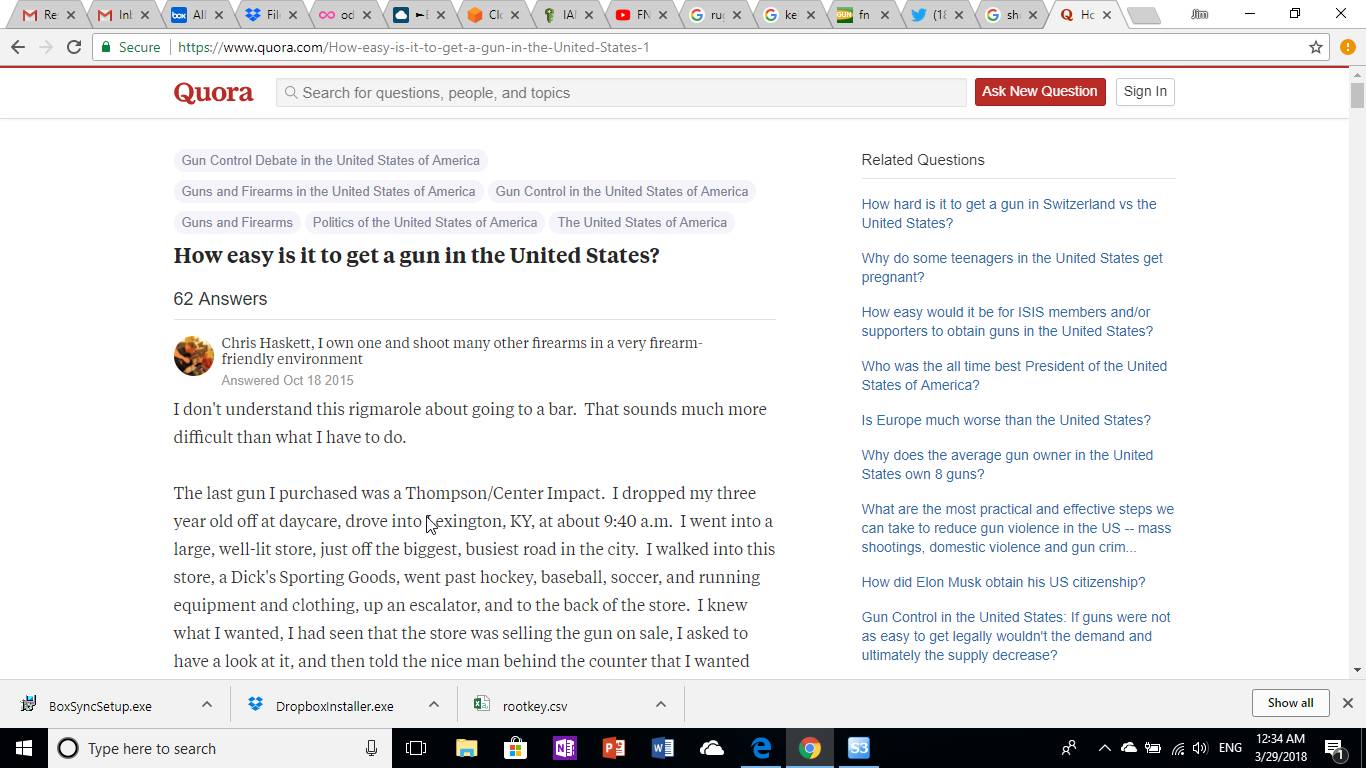 Re
Inb
box
All
File
od
Clo
IAI
FN
rug
ke
GUN
fn
(18
sh
Q
Ho
Jim
Secure
https://www.quora.com/How-easy-is-it-to-get-a-gun-in-the-United-States-1
Quora
Search for questions, people, and topics
Ask New Question
Sign In
Gun Control Debate in the United States of America
Guns and Firearms in the United States of America
Gun Control in the United States of America
Guns and Firearms
Politics of the United States of America
The United States of America
How easy is it to get a gun in the United States?
62 Answers
Chris Haskett, I own one and shoot many other firearms in a very firearm-
friendly environment
Answered Oct 18 2015
I don't understand this rigmarole about going to a bar. That sounds much more
difficult than what I have to do.
The last gun I purchased was a Thompson/Center Impact. I dropped my three
year old off at daycare, drove into Lexington, KY, at about 9:40 a.m. I went into a
large, well-lit store, just off the biggest, busiest road in the city. I walked into this
store, a Dick's Sporting Goods, went past hockey, baseball, soccer, and running
equipment and clothing, up an escalator, and to the back of the store. I knew
what I wanted, I had seen that the store was selling the gun on sale, I asked to
have a look at it, and then told the nice man behind the counter that I wanted
Related Questions
How hard is it to get a gun in Switzerland vs the
United States?
Why do some teenagers in the United States get
pregnant?
How easy would it be for ISIS members and/or
supporters to obtain guns in the United States?
Who was the all time best President of the United
States of America?
Is Europe much worse than the United States?
Why does the average gun owner in the United
States own 8 guns?
What are the most practical and effective steps we
can take to reduce gun violence in the US -- mass
shootings, domestic violence and gun crim...
How did Elon Musk obtain his US citizenship?
Gun Control in the United States: If guns were not
as easy to get legally wouldn't the demand and
ultimately the supply decrease?
BoxSyncSetup.exe
DropboxInstaller.exe
rootkey.csv
Show all
Type here to search
S3
ENG
12:34 AM
3/29/2018
1